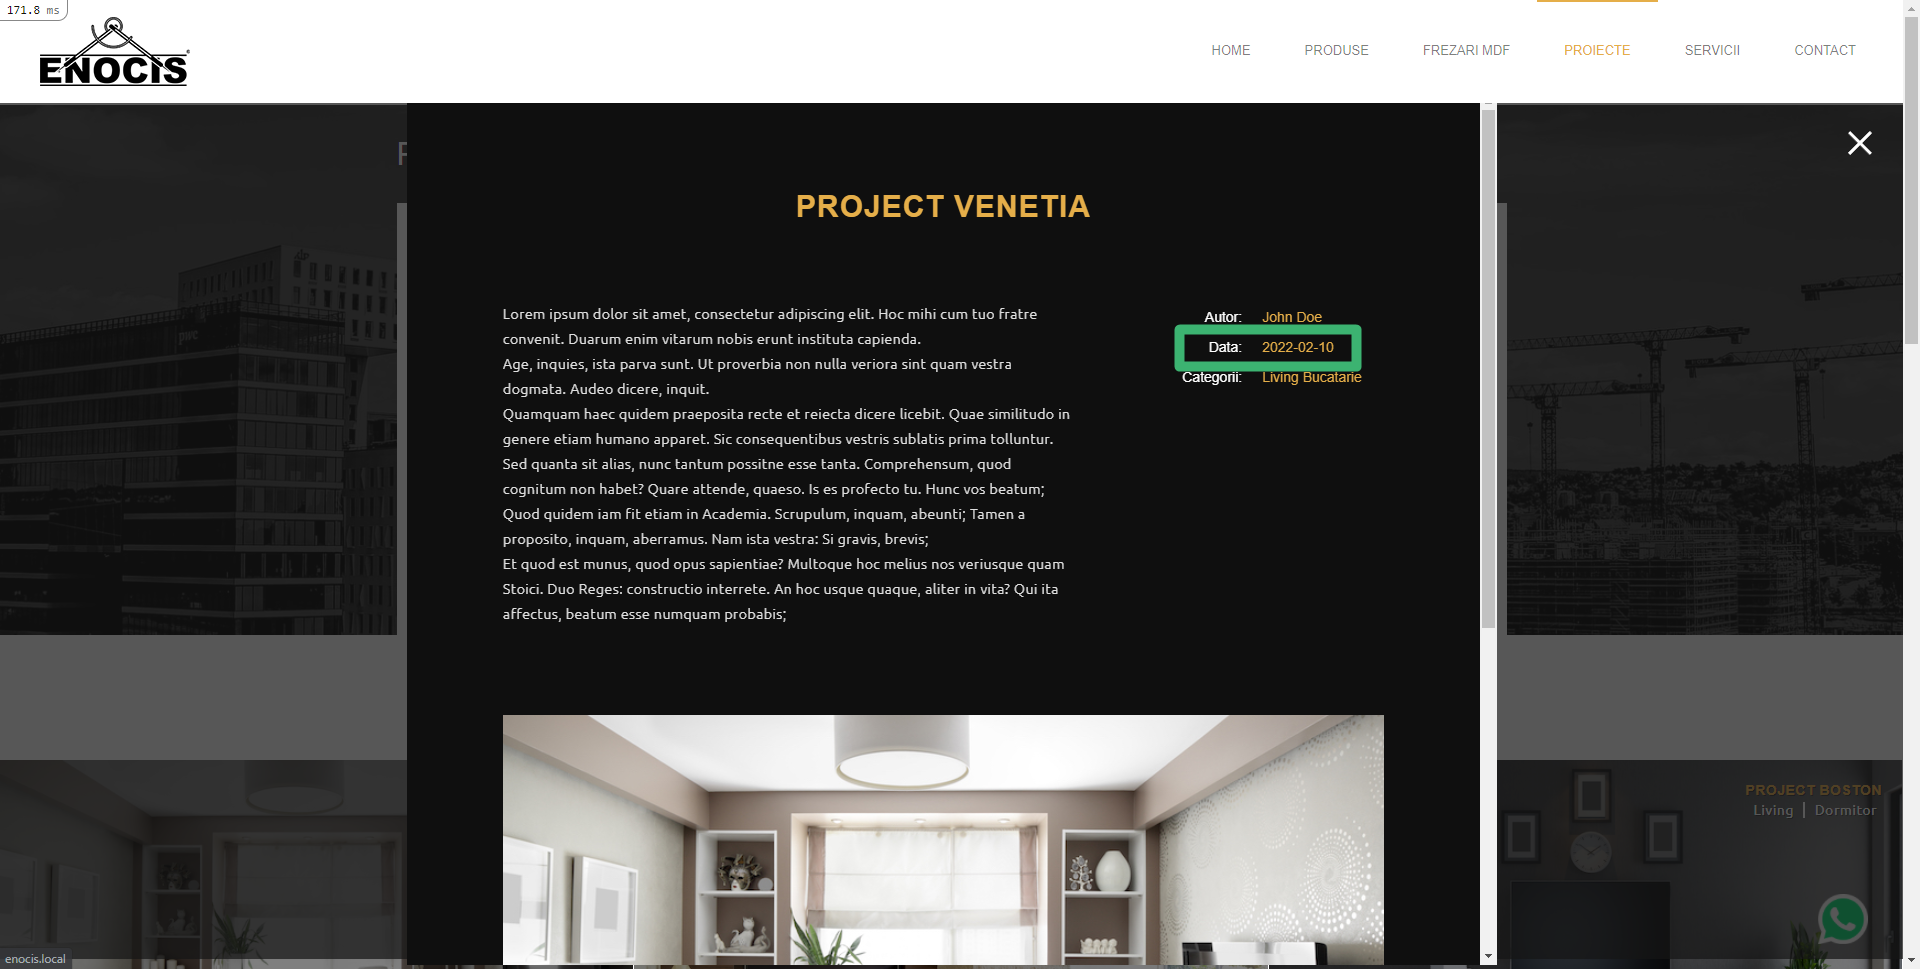 171.8 ms
ENOCIS
HOME
PRODUSE
FREZARI MDF
PROIECTE
SERVICII
CONTACT
PROJECT VENETIA
Lorem ipsum dolor sit amet, consectetur adipiscing elit. Hoc mihi cum tuo fratre
convenit. Duarum enim vitarum nobis erunt instituta capienda.
Age, inquies, ista parva sunt. Ut proverbia non nulla veriora sint quam vestra
dogmata. Audeo dicere, inquit.
Quamquam haec quidem praeposita recte et reiecta dicere licebit. Quae similitudo in
genere etiam humano apparet. Sic consequentibus vestris sublatis prima tolluntur.
Sed quanta sit alias, nunc tantum possitne esse tanta. Comprehensum, quod
cognitum non habet? Quare attende, quaeso. Is es profecto tu. Hunc vos beatum;
Quod quidem iam fit etiam in Academia. Scrupulum, inquam, abeunti; Tamen a
proposito, inquam, aberramus. Nam ista vestra: Si gravis, brevis;
Et quod est munus, quod opus sapientiae? Multoque hoc melius nos veriusque quam
Stoici. Duo Reges: constructio interrete. An hoc usque quaque, aliter in vita? Qui ita
affectus, beatum esse numquam probabis;
Autor: John Doe
Data: 2022-02-10
Categorii: Living Bucatarie
PROJECT BOSTON
Living | Dormitor
enocis.local